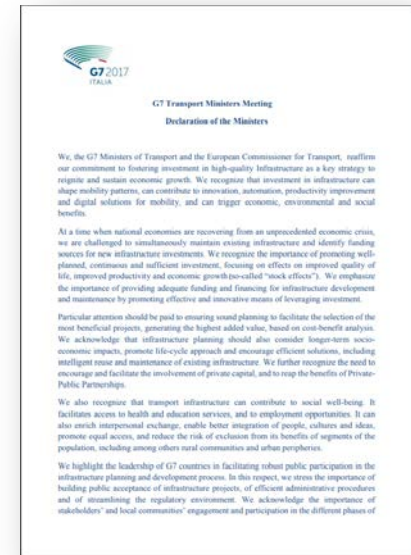 G7 2017
ITALIA
G7 Transport Ministers Meeting
Declaration of the Ministers
We, the G7 Ministers of Transport and the European Commissioner for Transport, reaffirm
our commitment to fostering investment in high-quality Infrastructure as a key strategy to
reignite and sustain economic growth. We recognize that investment in infrastructure can
shape mobility patterns, can contribute to innovation, automation, productivity improvement
and digital solutions for mobility, and can trigger economic, environmental and social
benefits.
At a time when national economies are recovering from an unprecedented economic crisis,
we are challenged to simultaneously maintain existing infrastructure and identify funding
sources for new infrastructure investments. We recognize the importance of promoting well-
planned, continuous and sufficient investment, focusing on effects on improved quality of
life, improved productivity and economic growth (so-called "stock effects"). We emphasize
the importance of providing adequate funding and financing for infrastructure development
and maintenance by promoting effective and innovative means of leveraging investment.
Particular attention should be paid to ensuring sound planning to facilitate the selection of the
most beneficial projects, generating the highest added value, based on cost-benefit analysis.
We acknowledge that infrastructure planning should also consider longer-term socio-
economic impacts, promote life-cycle approach and encourage efficient solutions, including
intelligent reuse and maintenance of existing infrastructure. We further recognize the need to
encourage and facilitate the involvement of private capital, and to reap the benefits of Private-
Public Partnerships.
We also recognize that transport infrastructure can contribute to social well-being. It
facilitates access to health and education services, and to employment opportunities. It can
also enrich interpersonal exchange, enable better integration of people, cultures and ideas,
promote equal access, and reduce the risk of exclusion from its benefits of segments of the
population, including among others rural communities and urban peripheries.
We highlight the leadership of G7 countries in facilitating robust public participation in the
infrastructure planning and development process. In this respect, we stress the importance of
building public acceptance of infrastructure projects, of efficient administrative procedures
and of streamlining the regulatory environment. We acknowledge the importance of
stakeholders' and local communities' engagement and participation in the different phases of